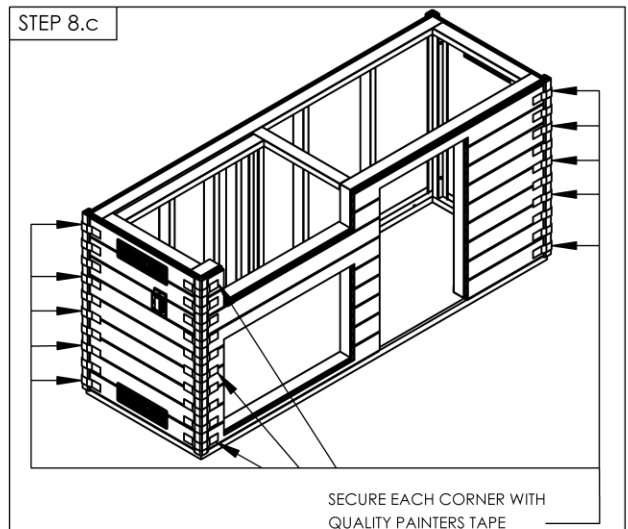 STEP 8.c
SECURE EACH CORNER WITH
QUALITY PAINTERS TAPE